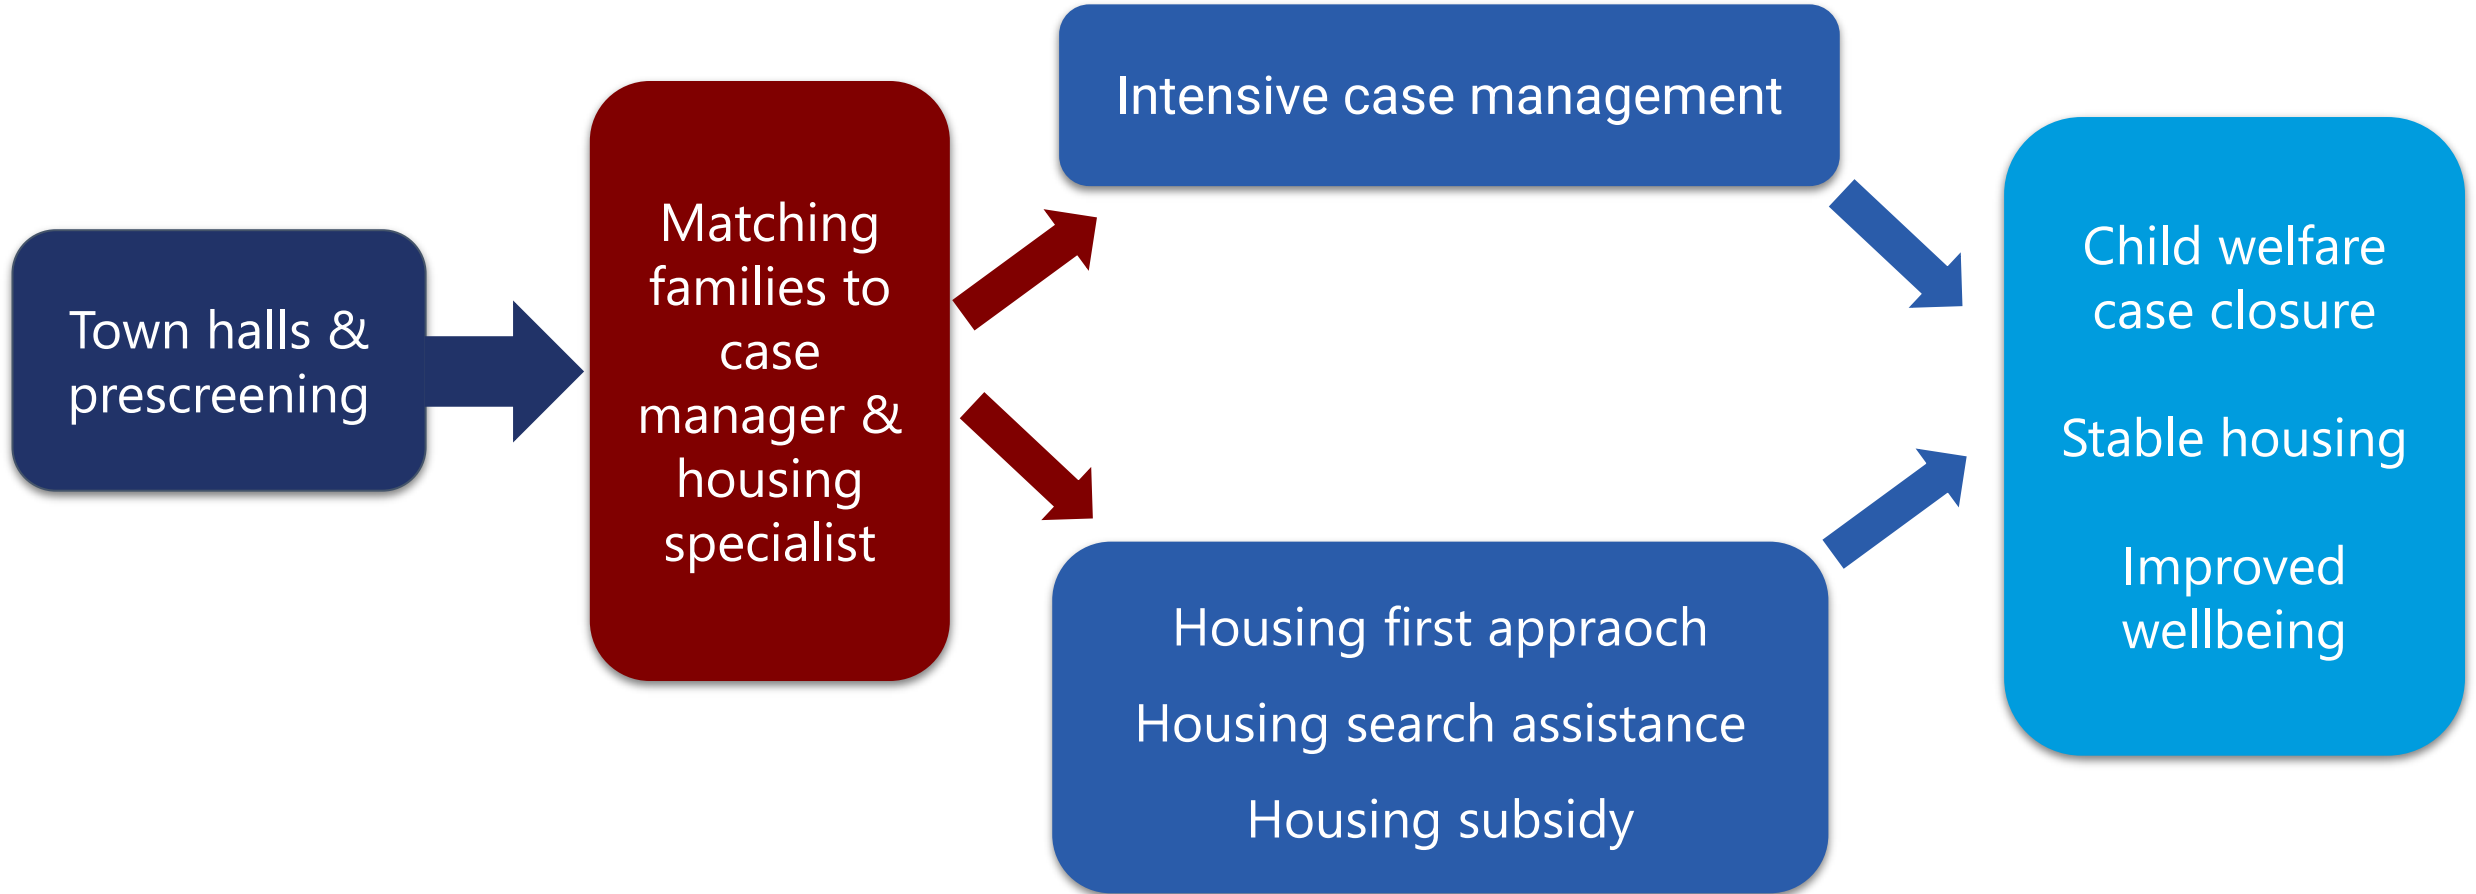 Town halls &
prescreening
Matching
families to
case
manager &
housing
specialist
Intensive case management
Housing first appraoch
Housing search assistance
Housing subsidy
Child welfare
case closure
Stable housing
Improved
wellbeing